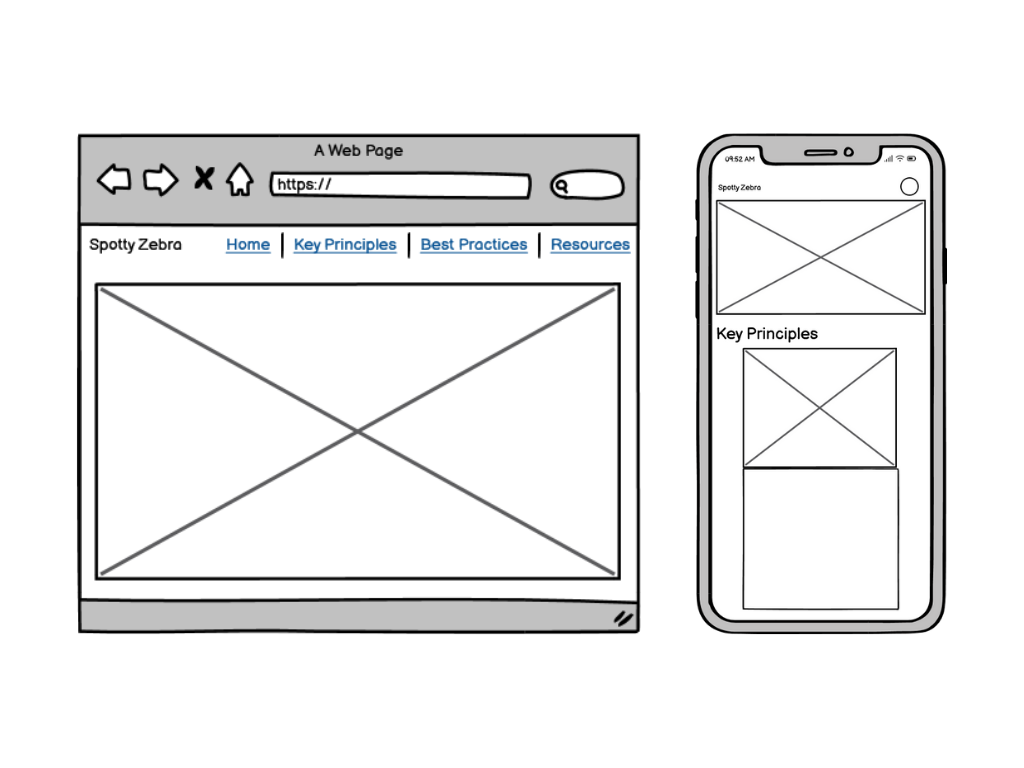 A Web Page
https://
Spotty Zebra Home Key Principles Best Practices Resources
09:52 AM
Spotty Zebra
Key Principles